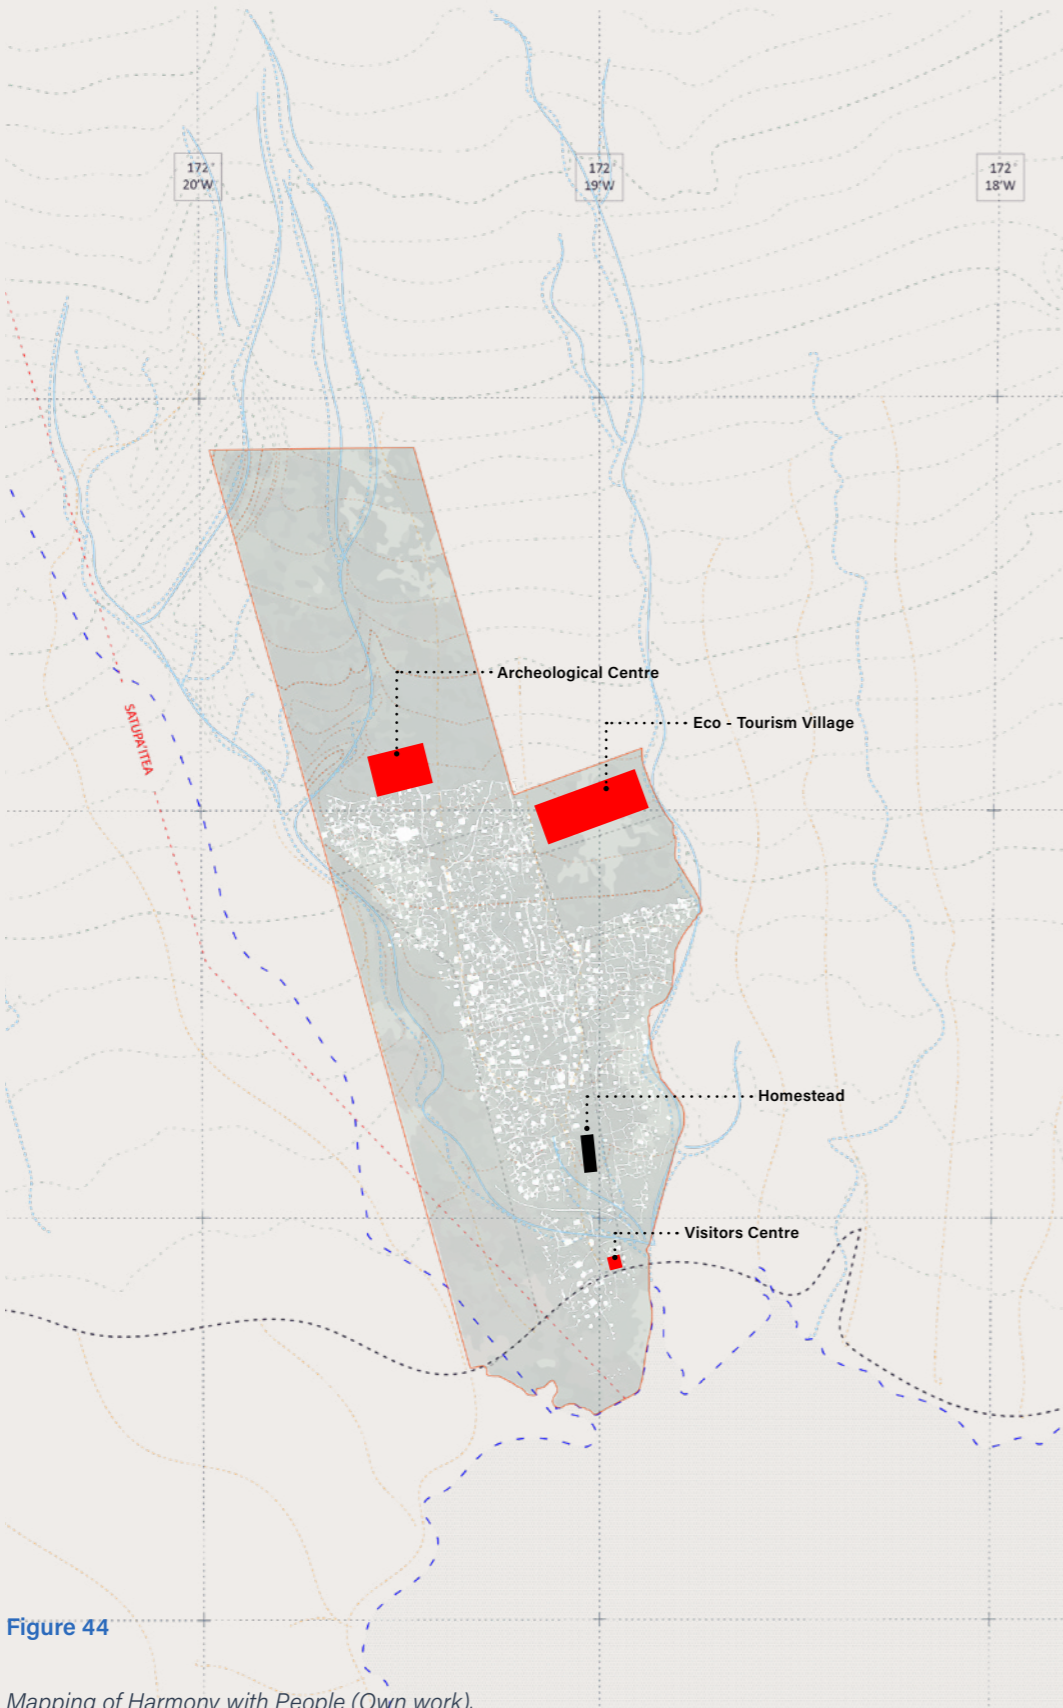 172°
20'W
172°
19'W
172°
18'W
Archeological Centre
Eco - Tourism Village
SATUPA'ITEA
Homestead
Visitors Centre
Figure 44
Mapping of Harmony with People (Own work).